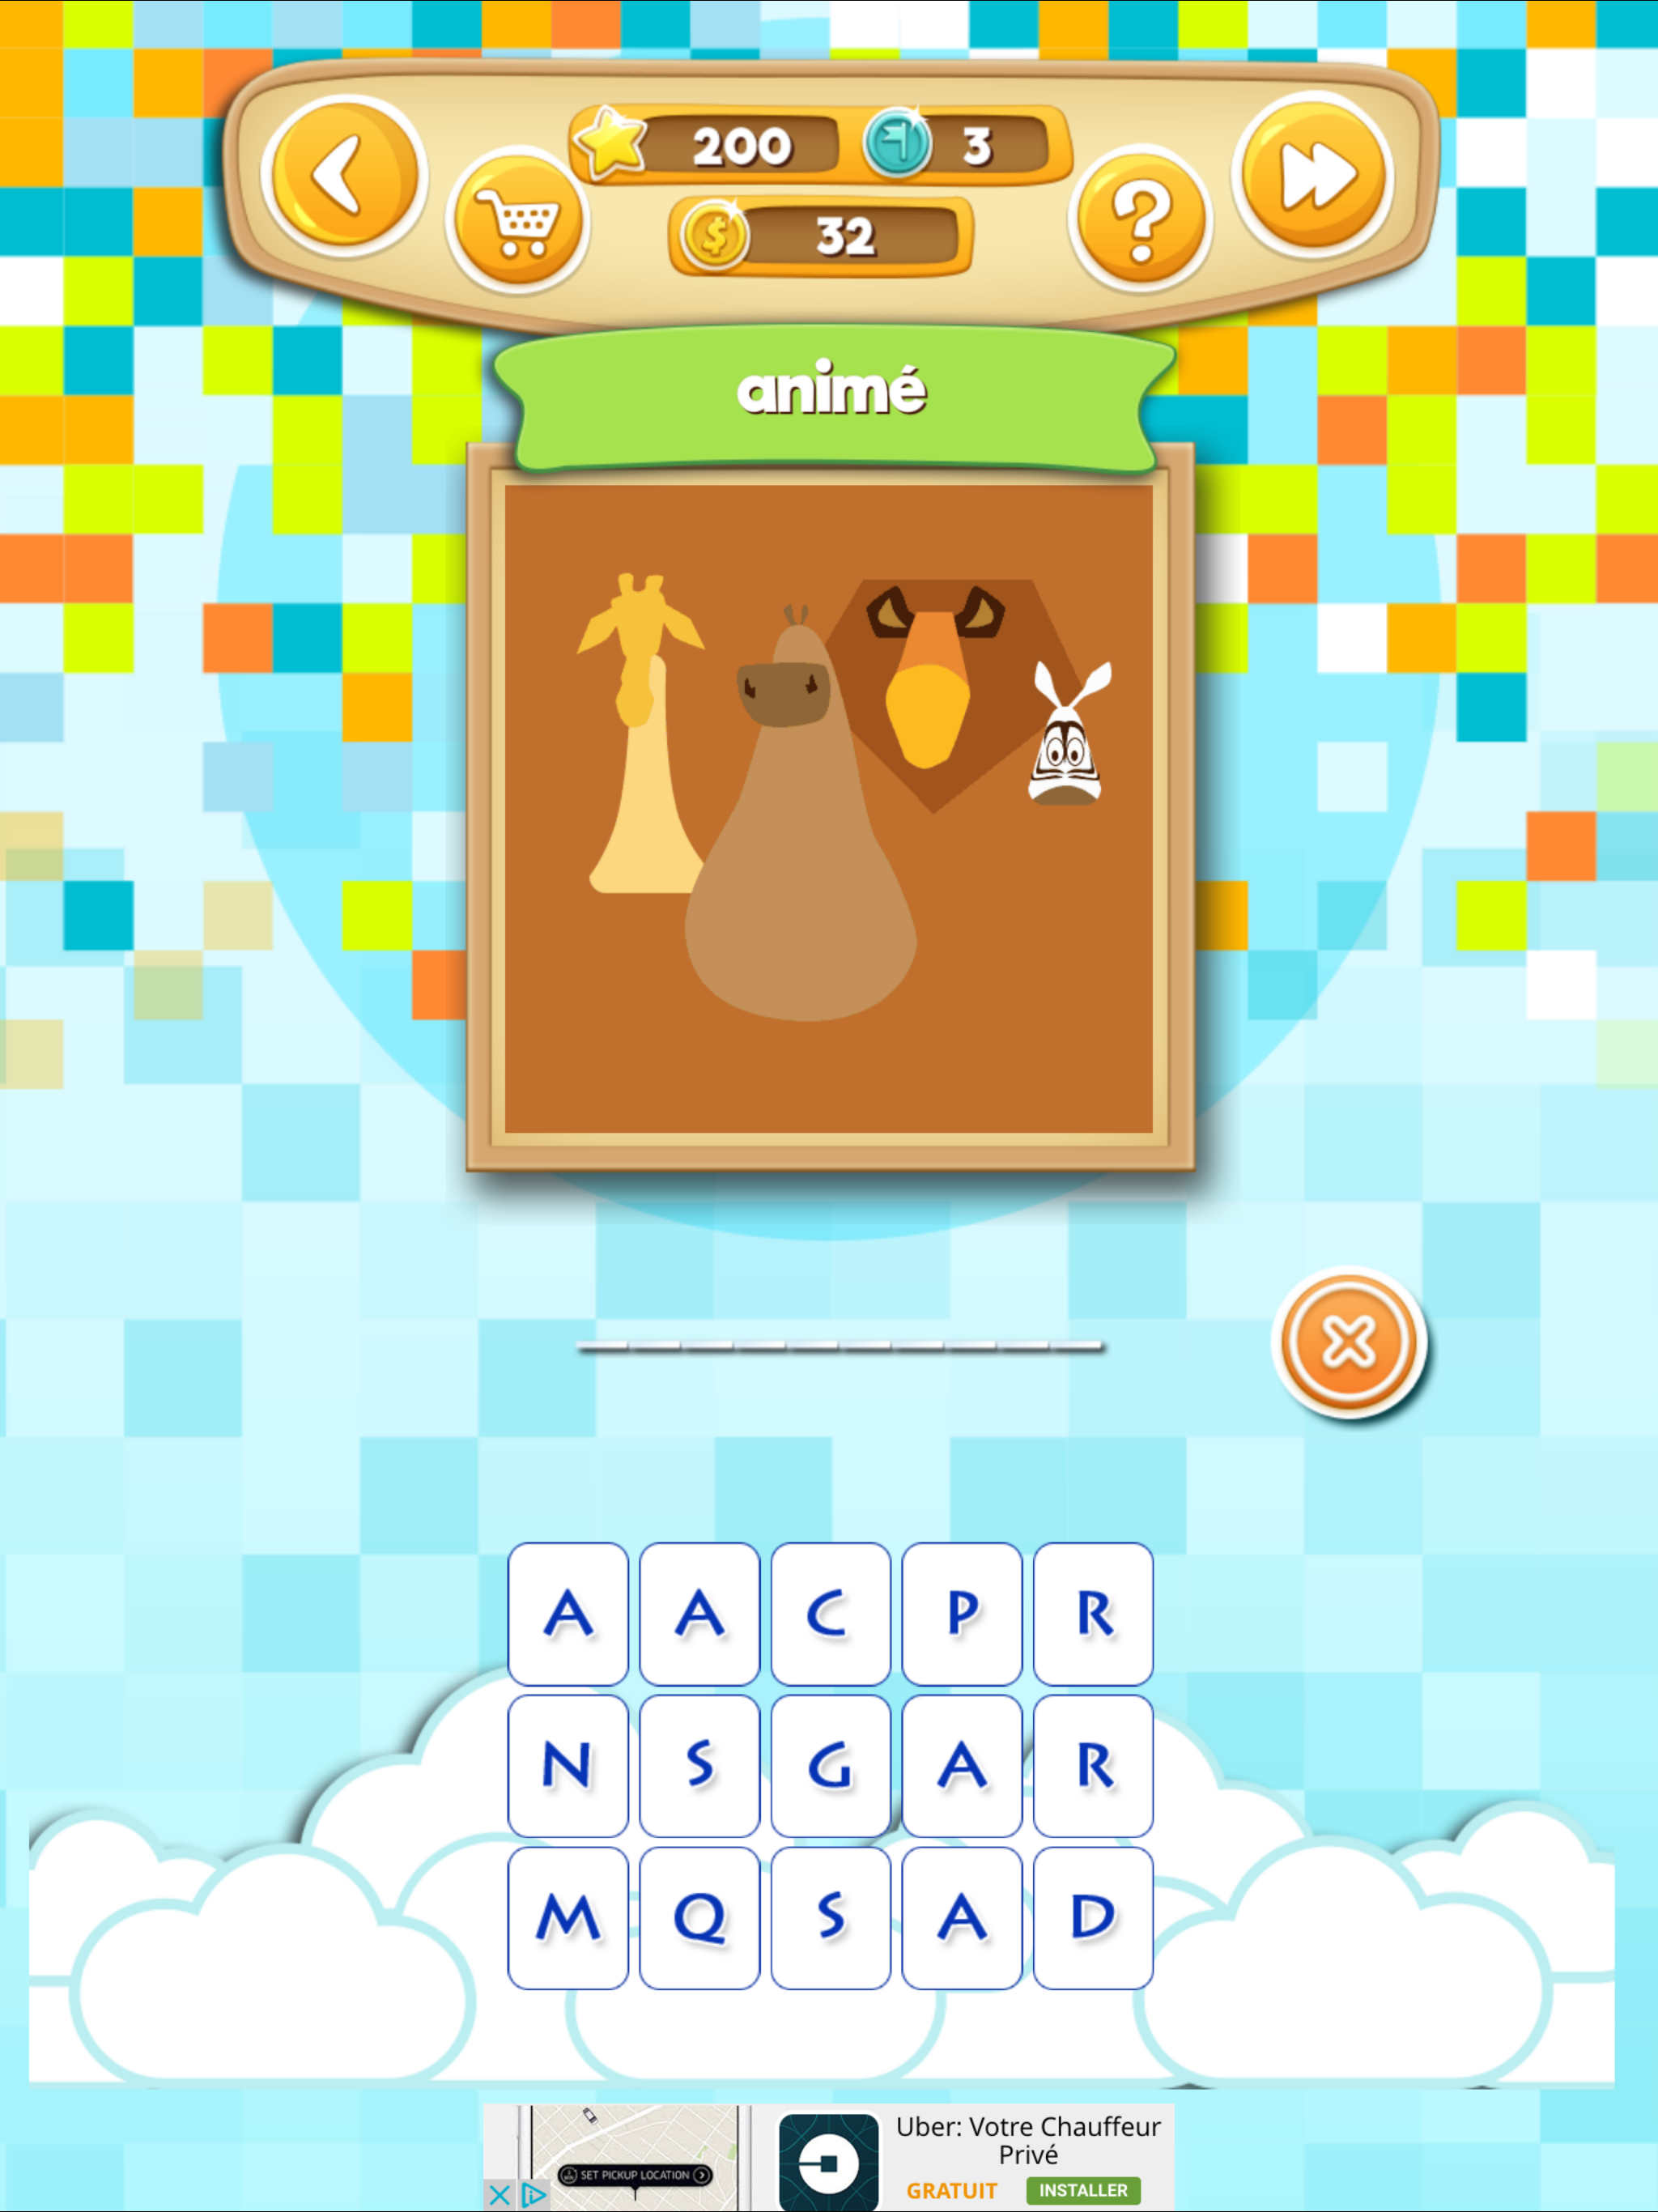 200
3
32
animé
A A C P R
N S G A R
M Q S A D
SET PICKUP LOCATION
Uber: Votre Chauffeur
Privé
GRATUIT
INSTALLER